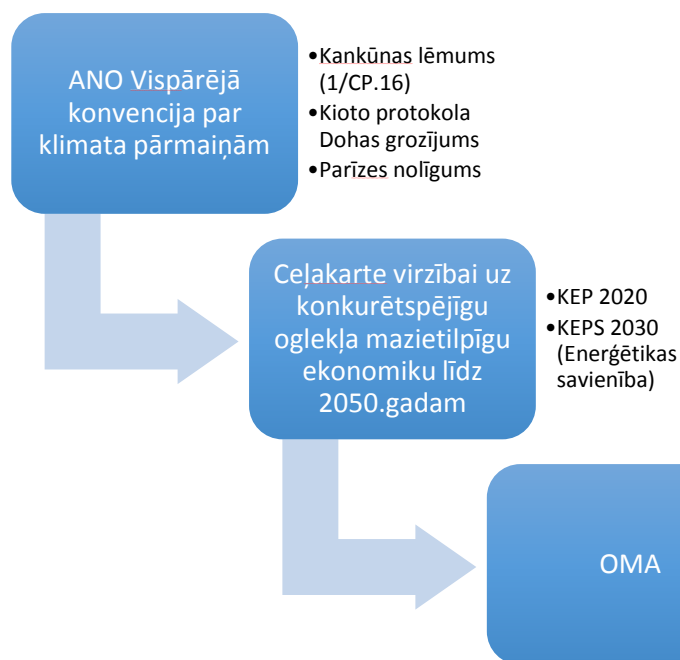 ANO Vispārējā
konvencija par
klimata pārmaiņām
•Kankūnas lēmums
(1/CP.16)
•Kioto protokola
Dohas grozījums
•Parīzes nolīgums
Ceļakarte virzībai uz
konkurētspējīgu
oglekļa mazietilpīgu
ekonomiku līdz
2050.gadam
•KEP 2020
•KEPS 2030
(Enerģētikas
savienība)
OMA